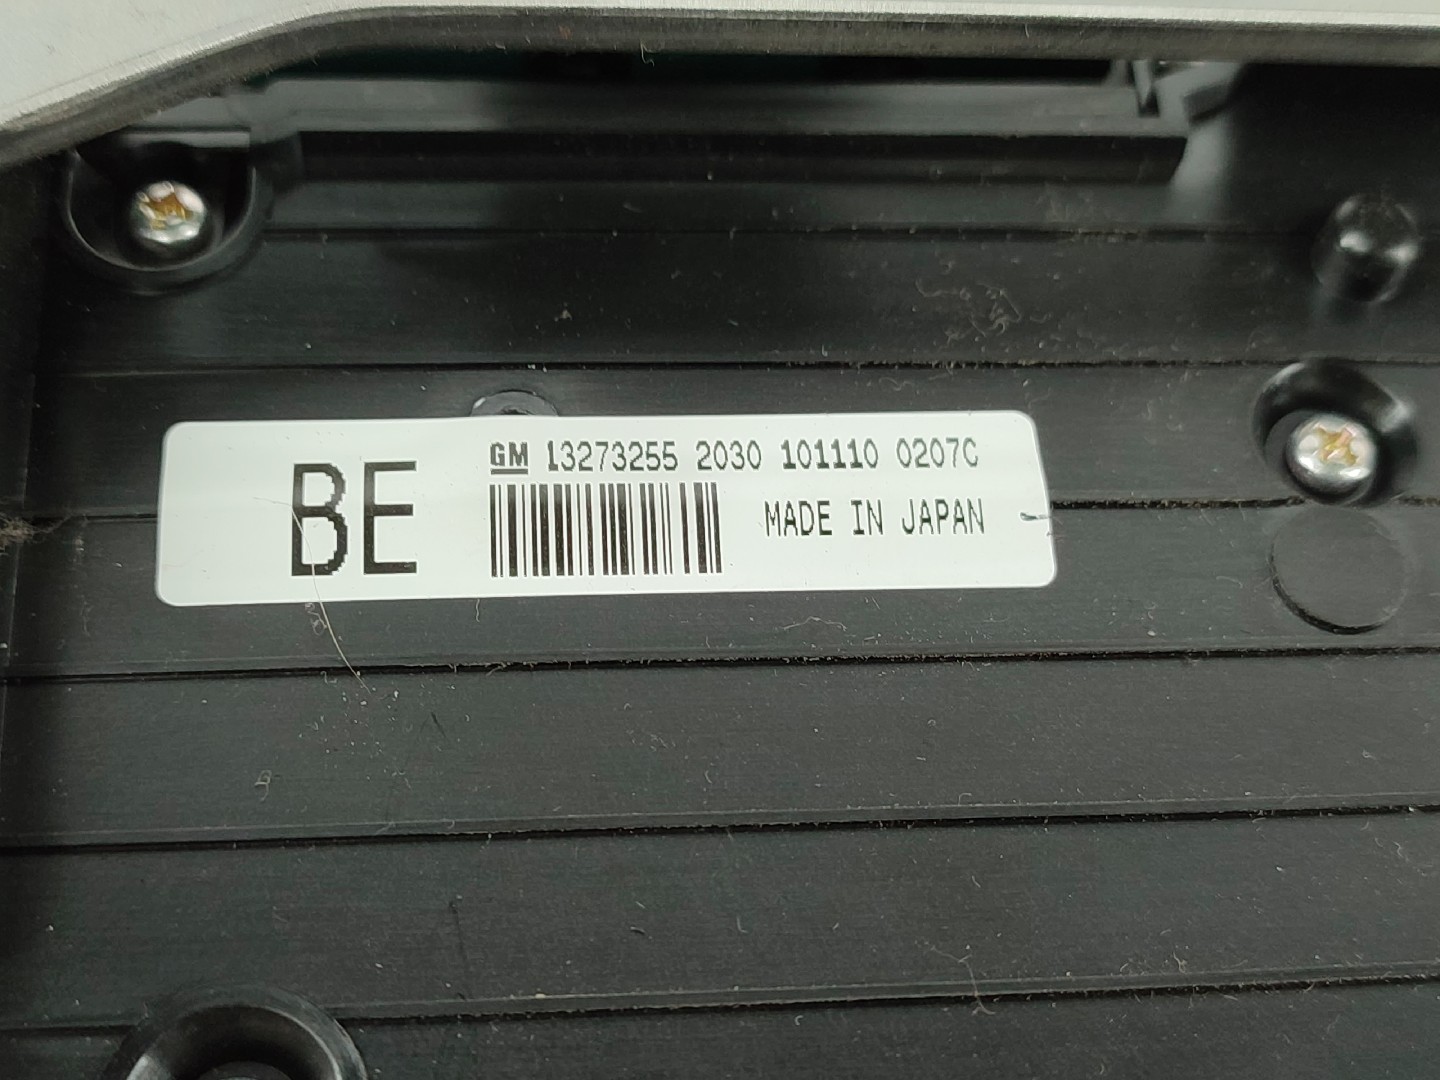 BE
GM 13273255 2030 101110 0207C
MADE IN JAPAN